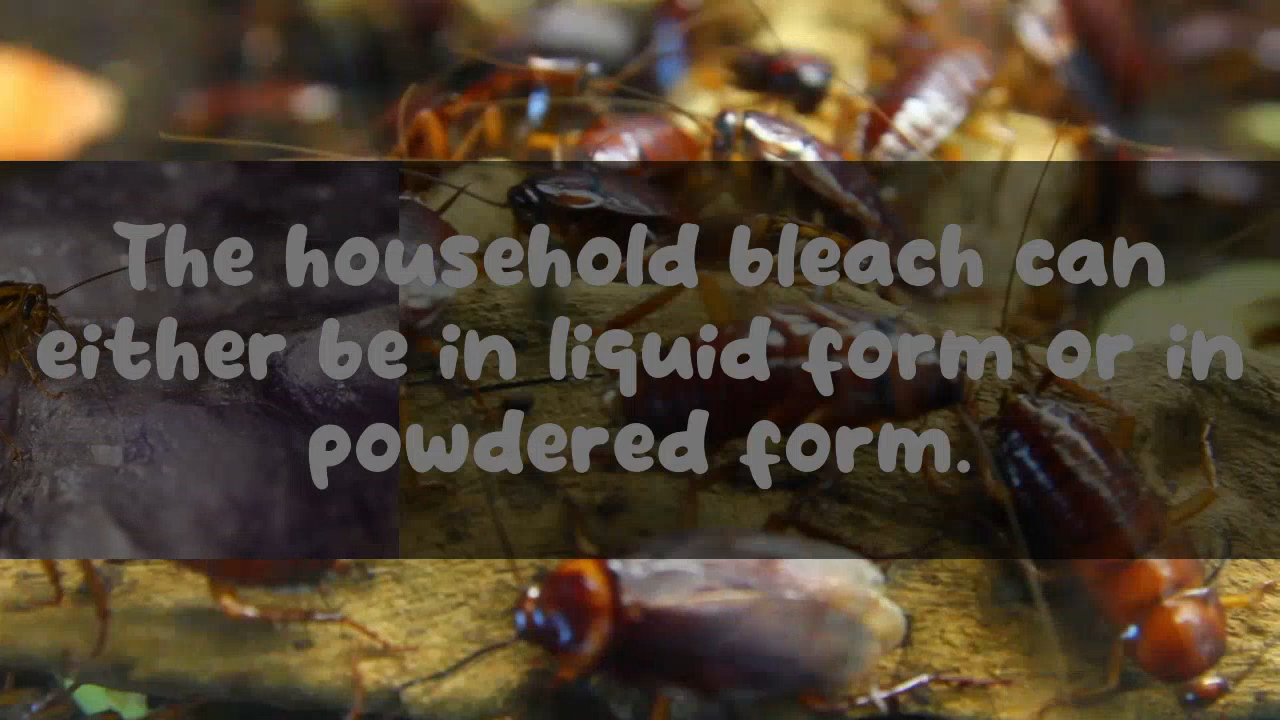 The household bleach can
either be in liquid form or in
powdered form.